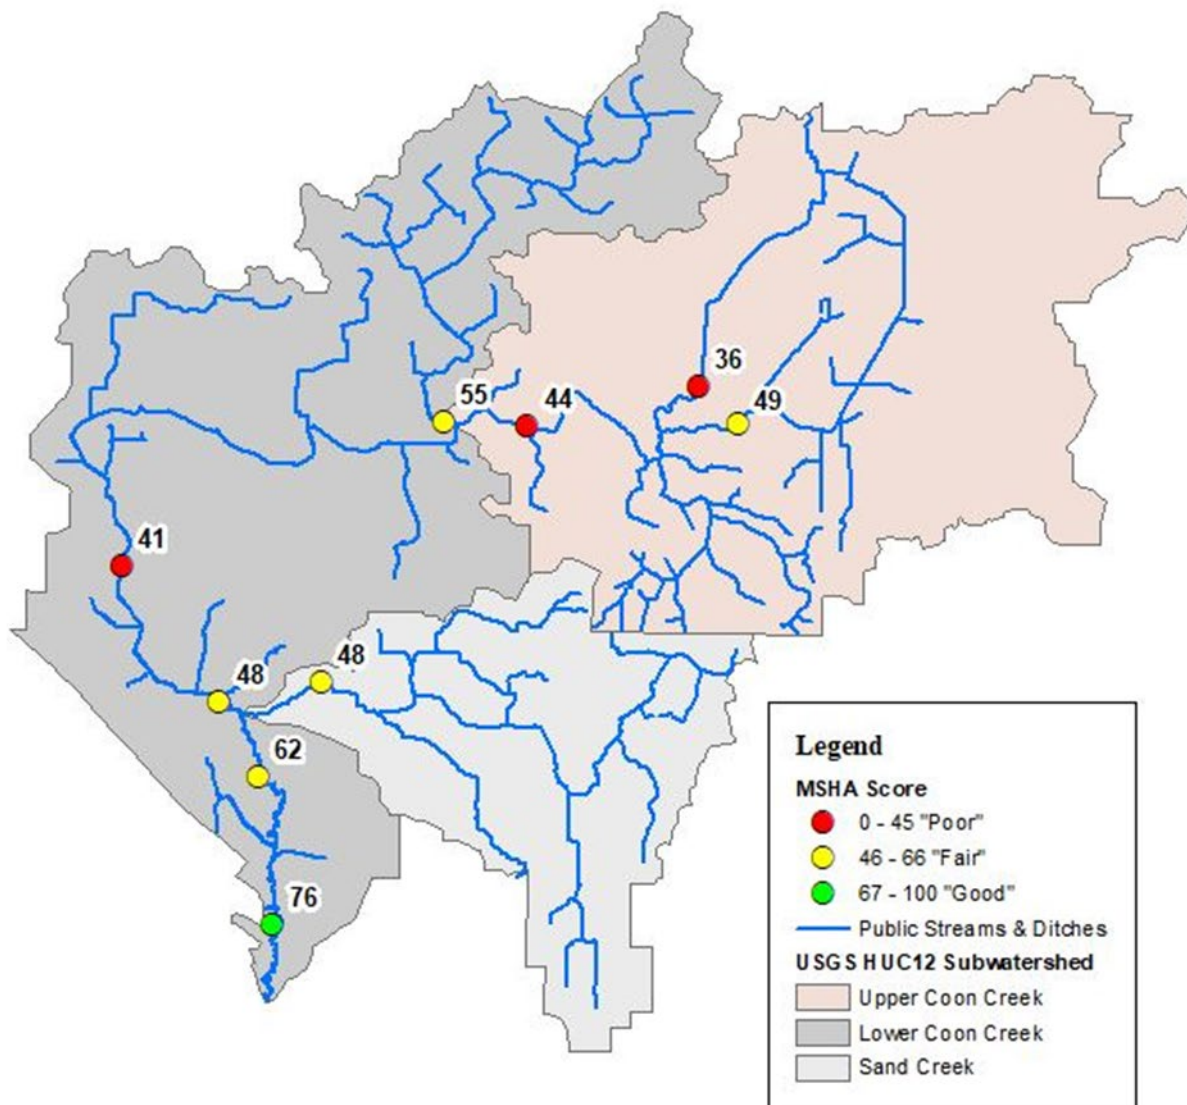 36
55
44
49
41
48
48
62
76
Legend
MSHA Score
0 - 45 "Poor"
46 - 66 "Fair"
67 - 100 "Good"
Public Streams & Ditches
USGS HUC12 Subwatershed
Upper Coon Creek
Lower Coon Creek
Sand Creek